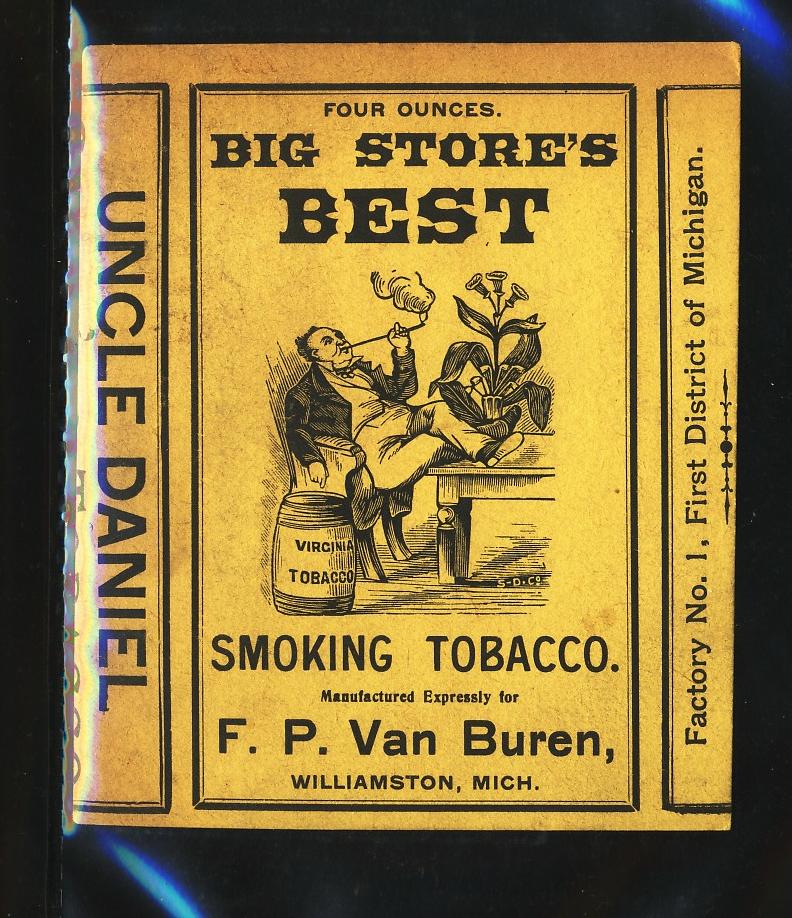 UNCLE DANIEL
FOUR OUNCES.
BIG STORE'S
BEST
VIRGINIA
TOBACCO
S-D-Co
SMOKING TOBACCO.
Manufactured Expressly for
F. P. Van Buren,
WILLIAMSTON, MICH.
Factory No. 1, First District of Michigan.